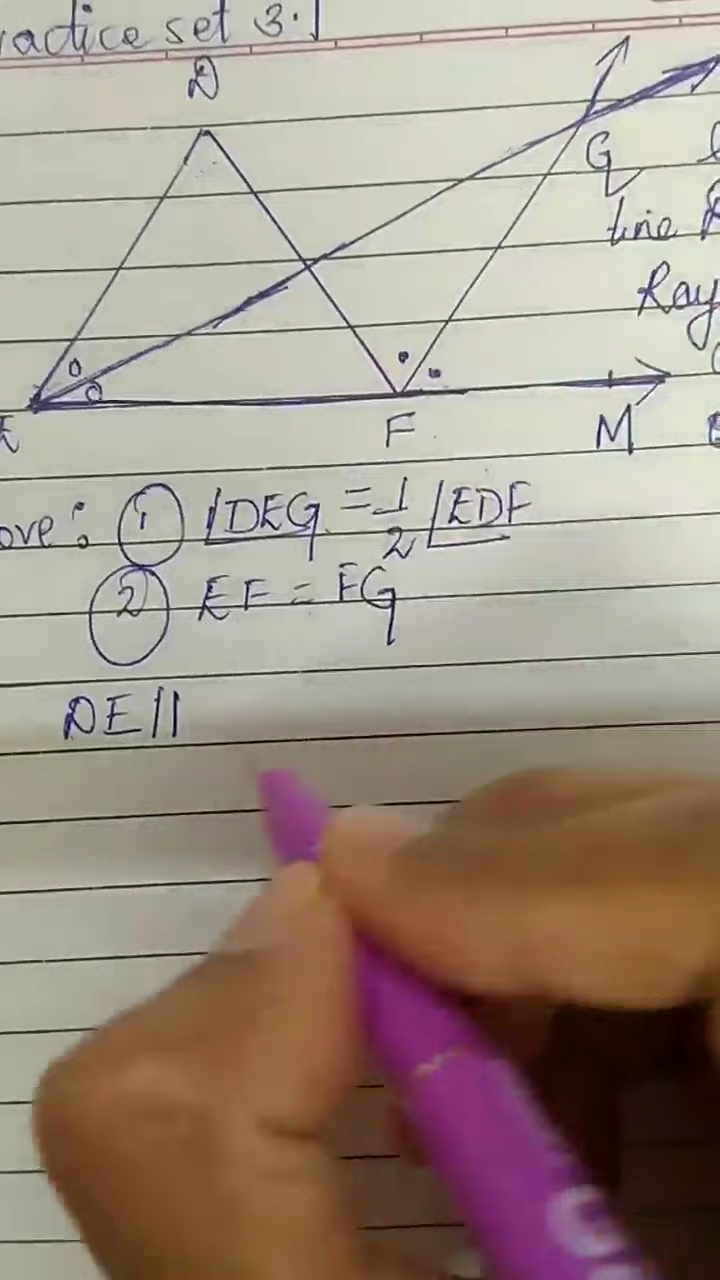 ractice set 3.1
D
G
line
Ray
F
M
ove: ① ∠DEG = 1/2 ∠EDF
② EF = FG
DE ||